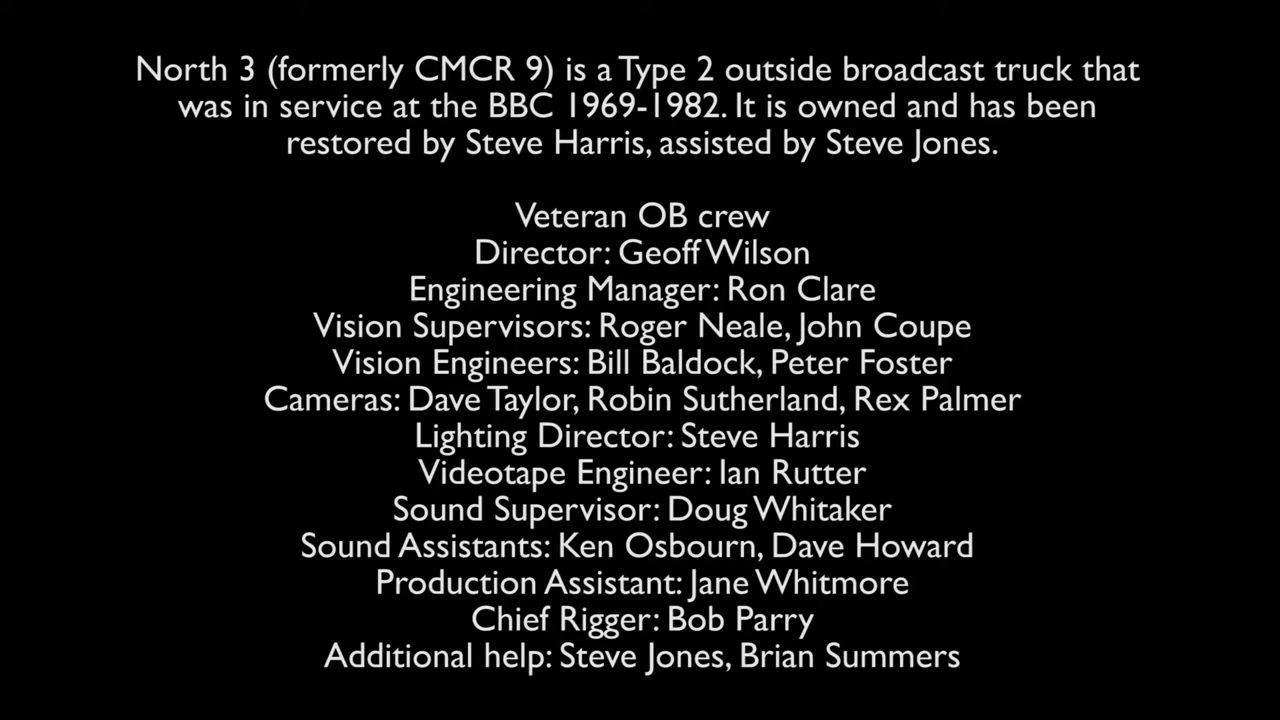 North 3 (formerly CMCR 9) is a Type 2 outside broadcast truck that
was in service at the BBC 1969-1982. It is owned and has been
restored by Steve Harris, assisted by Steve Jones.
Veteran OB crew
Director: Geoff Wilson
Engineering Manager: Ron Clare
Vision Supervisors: Roger Neale, John Coupe
Vision Engineers: Bill Baldock, Peter Foster
Cameras: Dave Taylor, Robin Sutherland, Rex Palmer
Lighting Director: Steve Harris
Videotape Engineer: Ian Rutter
Sound Supervisor: Doug Whitaker
Sound Assistants: Ken Osbourn, Dave Howard
Production Assistant: Jane Whitmore
Chief Rigger: Bob Parry
Additional help: Steve Jones, Brian Summers